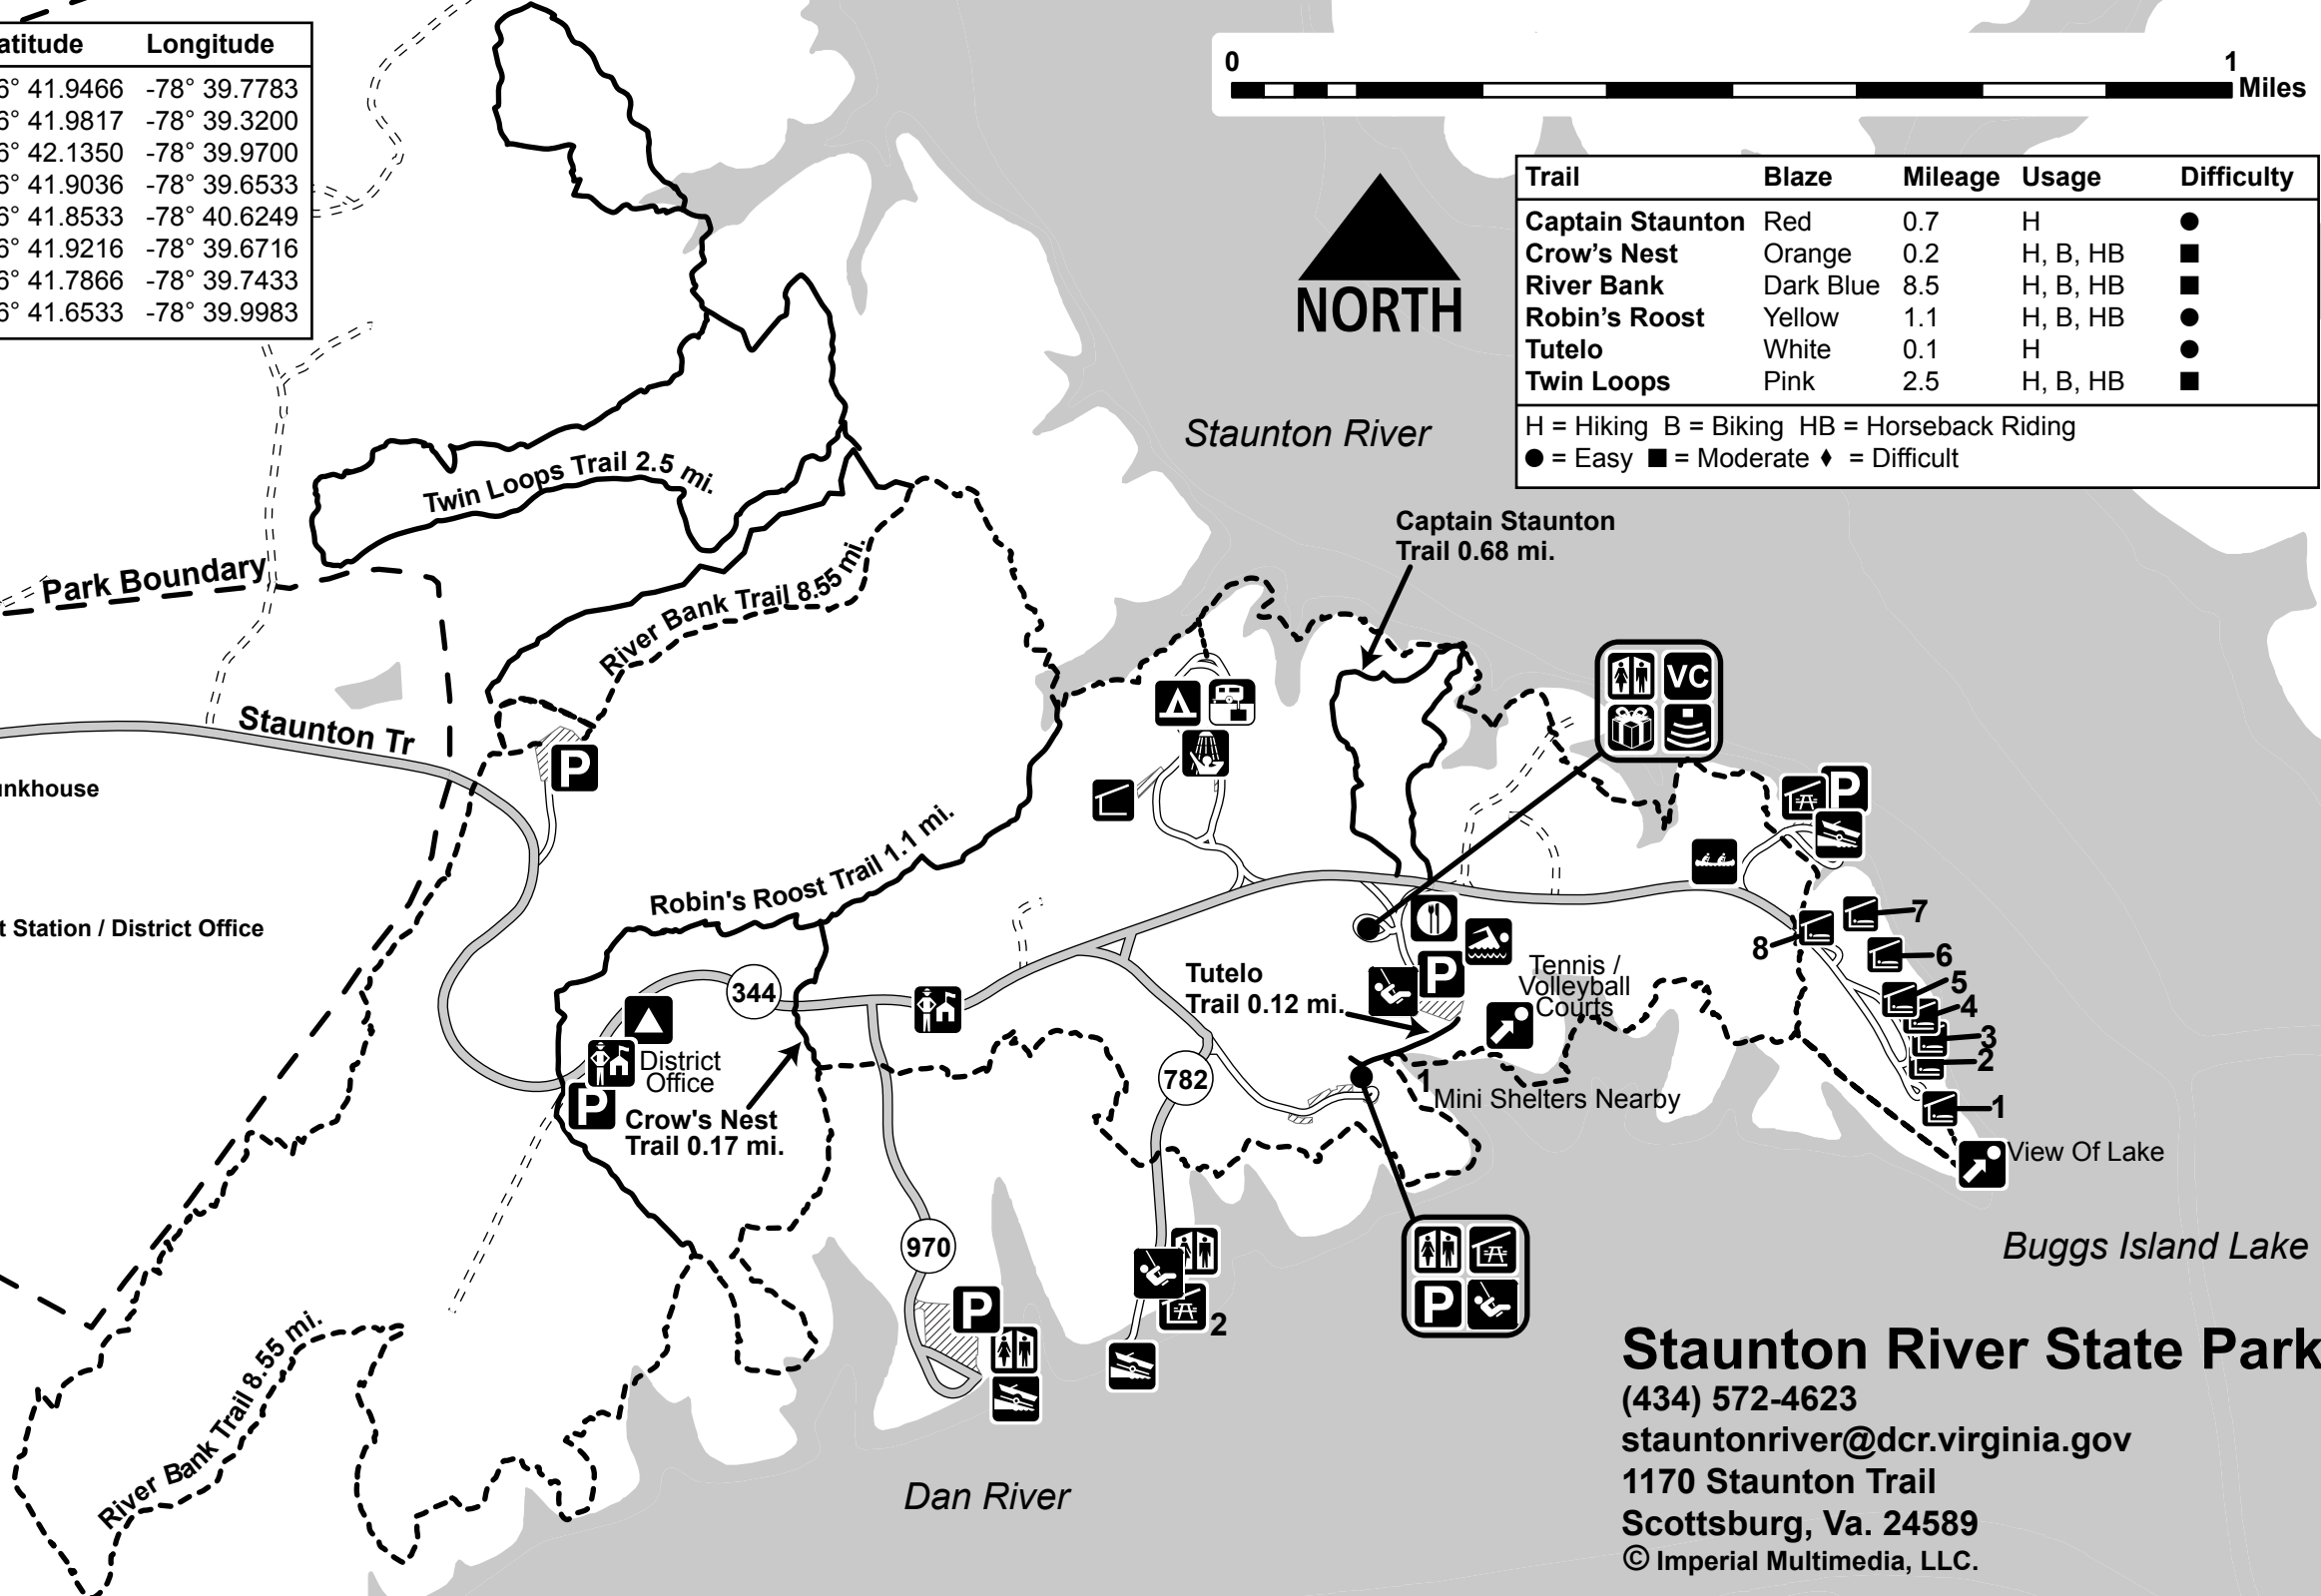 atitude Longitude
6° 41.9466 -78° 39.7783
6° 41.9817 -78° 39.3200
6° 42.1350 -78° 39.9700
6° 41.9036 -78° 39.6533
6° 41.8533 -78° 40.6249
6° 41.9216 -78° 39.6716
6° 41.7866 -78° 39.7433
6° 41.6533 -78° 39.9983
0 1
Miles
NORTH
Trail Blaze Mileage Usage Difficulty
Captain Staunton Red 0.7 H ●
Crow's Nest Orange 0.2 H, B, HB ■
River Bank Dark Blue 8.5 H, B, HB ■
Robin's Roost Yellow 1.1 H, B, HB ●
Tutelo White 0.1 H ●
Twin Loops Pink 2.5 H, B, HB ■
H = Hiking B = Biking HB = Horseback Riding
● = Easy ■ = Moderate ♦ = Difficult
Staunton River
Twin Loops Trail 2.5 mi.
Captain Staunton
Trail 0.68 mi.
Park Boundary
River Bank Trail 8.55 mi.
Staunton Tr
VC
P
P
unkhouse
Robin's Roost Trail 1.1 mi.
t Station / District Office
7
8
6
5
4
3
2
1
344
Tutelo
Trail 0.12 mi.
P
Tennis /
Volleyball
Courts
District
Office
P
Crow's Nest
Trail 0.17 mi.
782
1
Mini Shelters Nearby
View Of Lake
970
P
2
P
Buggs Island Lake
River Bank Trail 8.55 mi.
Dan River
Staunton River State Park
(434) 572-4623
stauntonriver@dcr.virginia.gov
1170 Staunton Trail
Scottsburg, Va. 24589
© Imperial Multimedia, LLC.